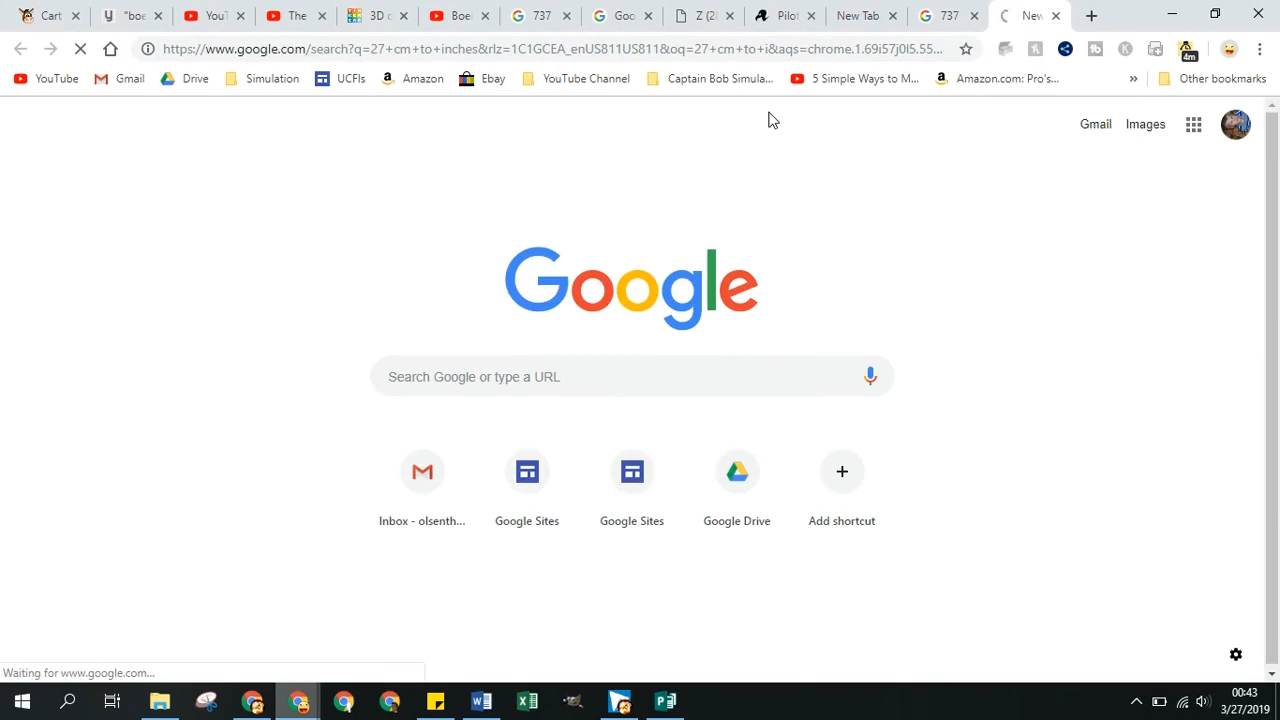 Cart
"boe
YouT
The
3D c
Boei
737
Goo
Z (2(
Pilot
New Tab
737
New
https://www.google.com/search?q=27+cm+to+inches&rlz=1C1GCEA_enUS811US811&oq=27+cm+to+i&aqs=chrome.1.69i57j0l5.55...
4m
YouTube
Gmail
Drive
Simulation
UCFIs
Amazon
Ebay
YouTube Channel
Captain Bob Simula...
5 Simple Ways to M...
Amazon.com: Pro's...
»
Other bookmarks
Gmail
Images
Google
Search Google or type a URL
Inbox - olsenth...
Google Sites
Google Sites
Google Drive
Add shortcut
Waiting for www.google.com...
00:43
3/27/2019